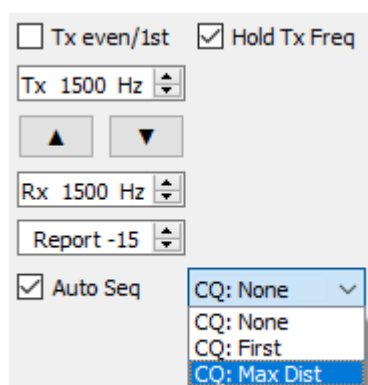 Tx even/1st Hold Tx Freq
Tx 1500 Hz
▲ ▼
Rx 1500 Hz
Report -15
Auto Seq CQ: None
CQ: None
CQ: First
CQ: Max Dist